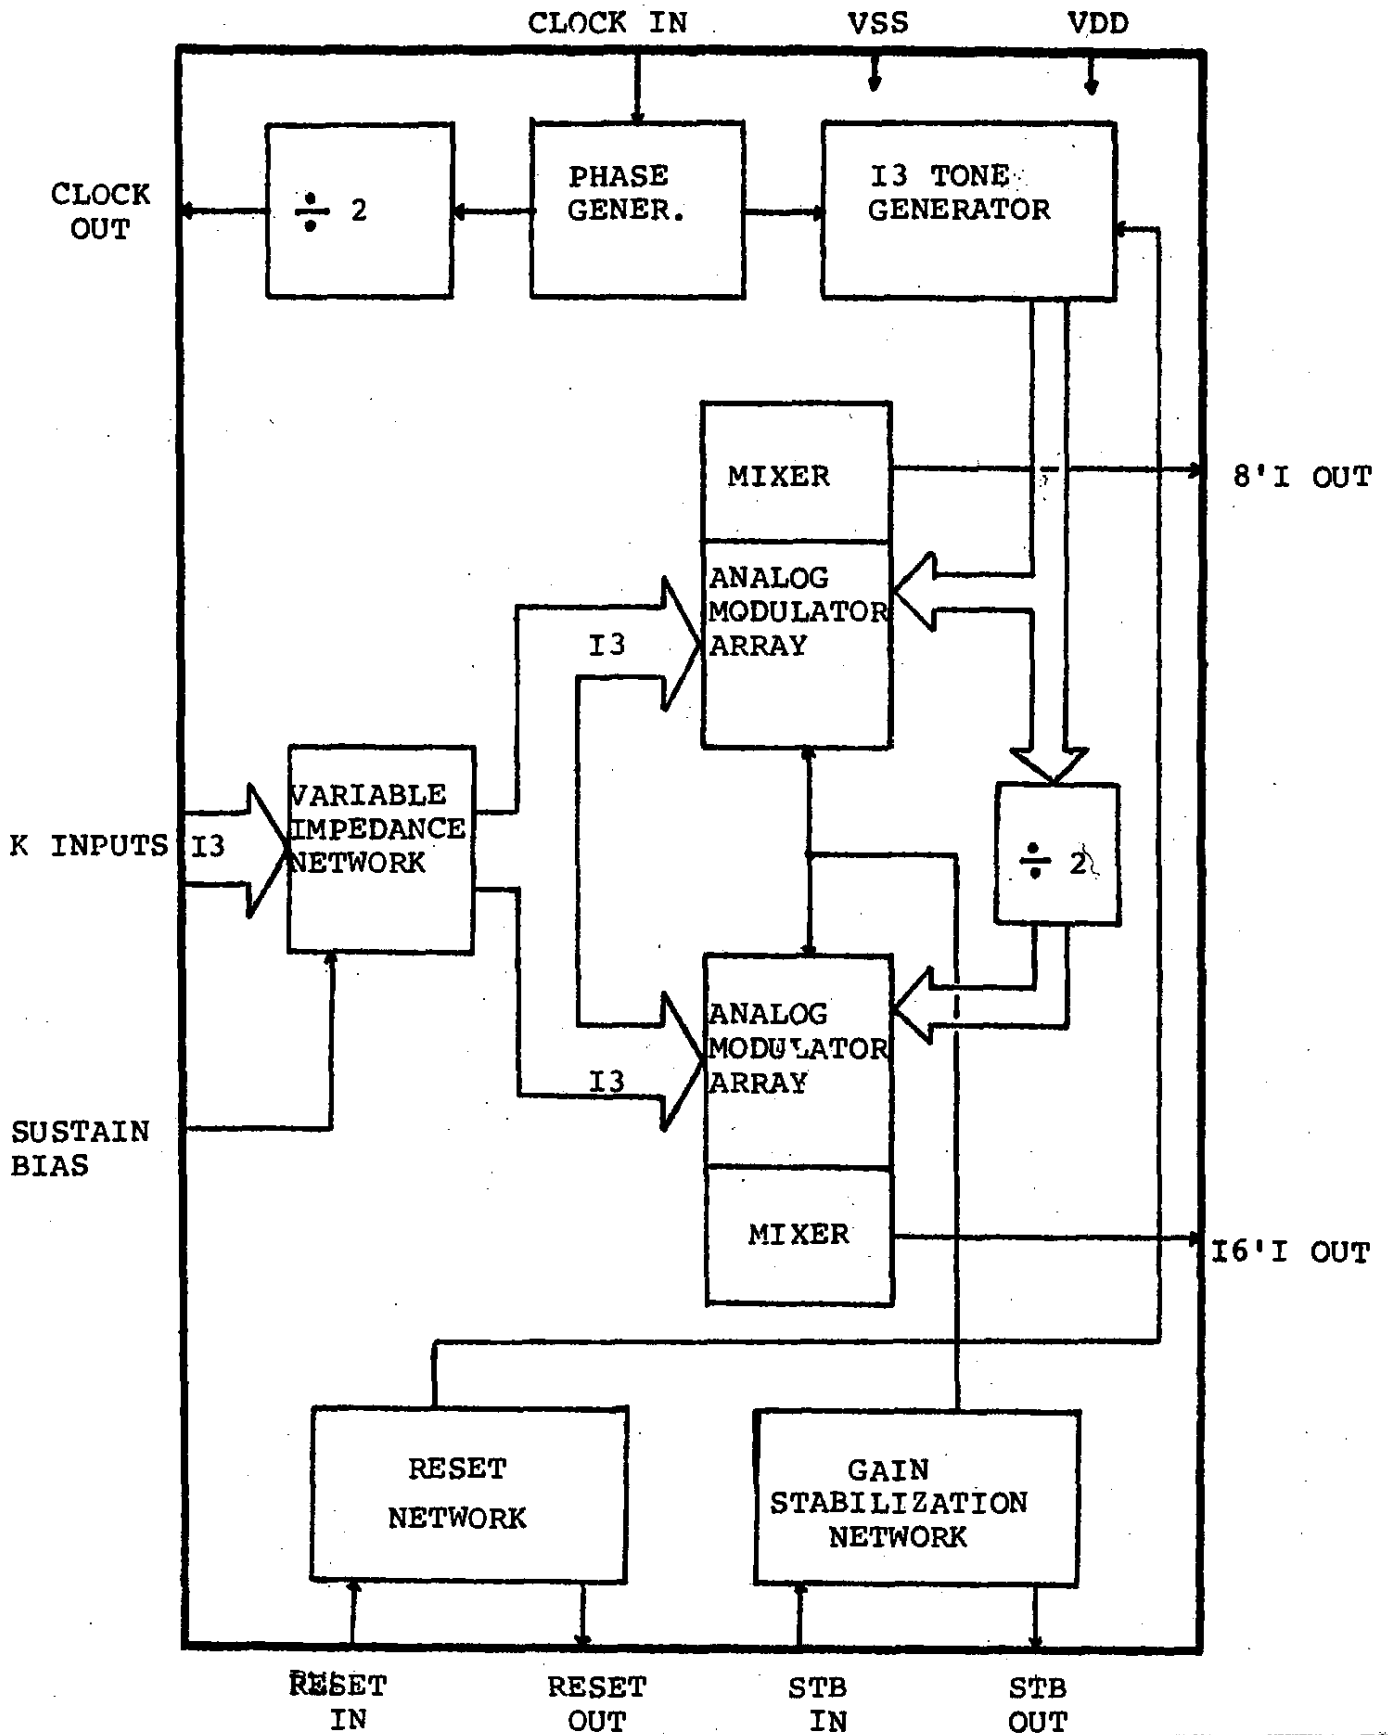 CLOCK IN VSS VDD
CLOCK
OUT
÷ 2
PHASE
GENER.
I3 TONE
GENERATOR
MIXER
8'I OUT
ANALOG
MODULATOR
ARRAY
I3
VARIABLE
IMPEDANCE
NETWORK
K INPUTS I3
÷ 2
ANALOG
MODULATOR
ARRAY
I3
SUSTAIN
BIAS
MIXER
I6'I OUT
RESET
NETWORK
GAIN
STABILIZATION
NETWORK
RESET
IN
RESET
OUT
STB
IN
STB
OUT